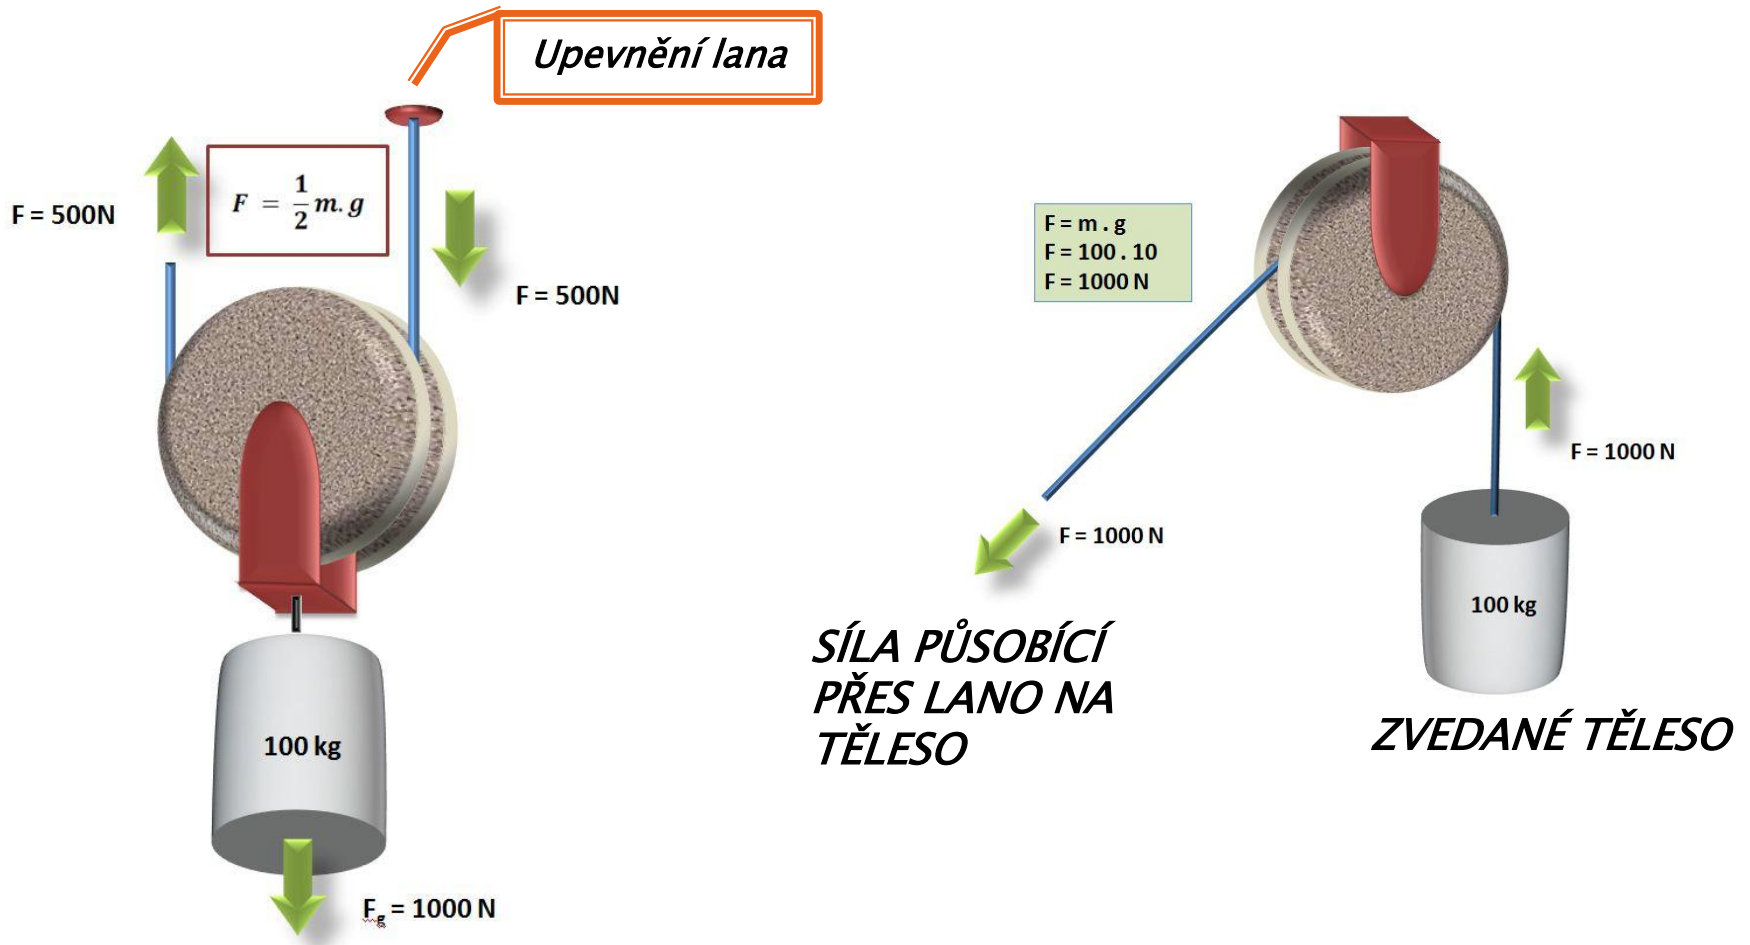 Upevnění lana
F = 500N
F = 1/2 m. g
F = 500N
100 kg
Fg = 1000 N
F = m . g
F = 100 . 10
F = 1000 N
F = 1000 N
F = 1000 N
100 kg
SÍLA PŮSOBÍCÍ
PŘES LANO NA
TĚLESO
ZVEDANÉ TĚLESO